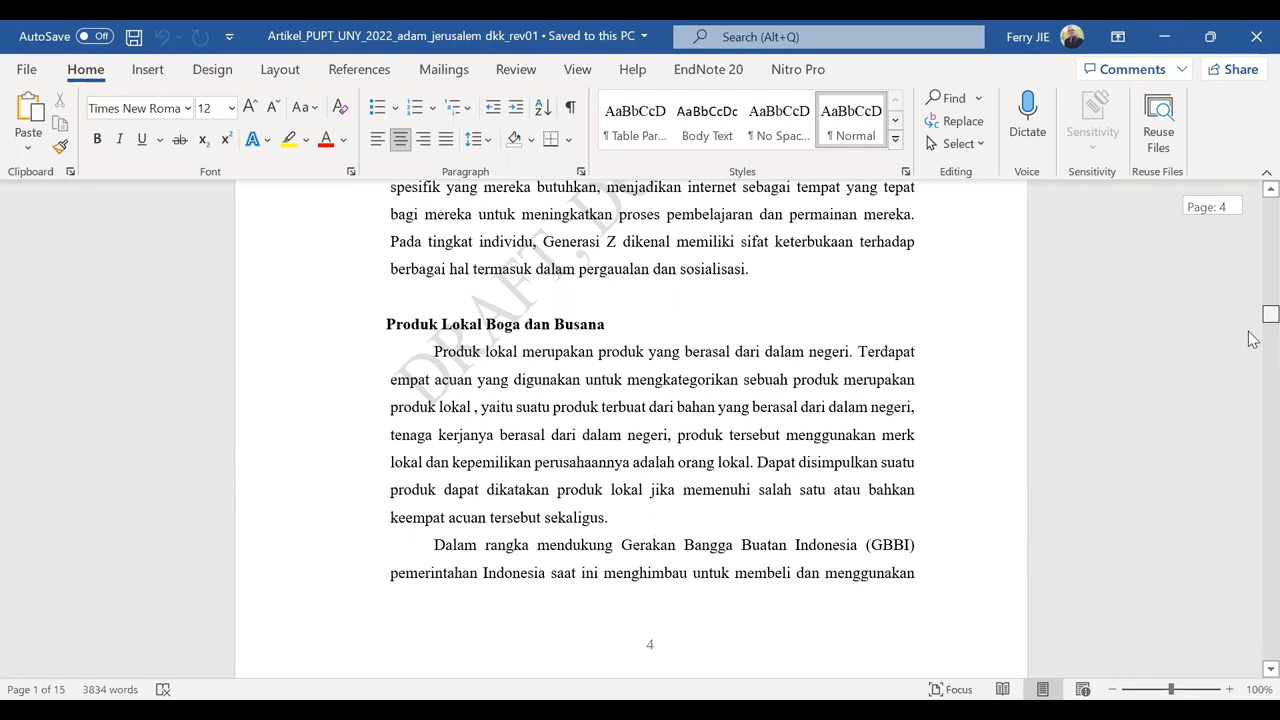 AutoSave Off Artikel_PUPT_UNY_2022_adam_jerusalem dkk_rev01 • Saved to this PC Search (Alt+Q) Ferry JIE
File Home Insert Design Layout References Mailings Review View Help EndNote 20 Nitro Pro Comments Share
Paste
Times New Roma 12
AaBbCcD AaBbCcDc AaBbCcD AaBbCcD
¶ Table Par... Body Text ¶ No Spac... ¶ Normal
Find
Replace
Select
Dictate
Sensitivity
Reuse
Files
Clipboard Font Paragraph Styles Editing Voice Sensitivity Reuse Files
Page: 4
spesifik yang mereka butuhkan, menjadikan internet sebagai tempat yang tepat
bagi mereka untuk meningkatkan proses pembelajaran dan permainan mereka.
Pada tingkat individu, Generasi Z dikenal memiliki sifat keterbukaan terhadap
berbagai hal termasuk dalam pergaualan dan sosialisasi.
Produk Lokal Boga dan Busana
Produk lokal merupakan produk yang berasal dari dalam negeri. Terdapat
empat acuan yang digunakan untuk mengkategorikan sebuah produk merupakan
produk lokal , yaitu suatu produk terbuat dari bahan yang berasal dari dalam negeri,
tenaga kerjanya berasal dari dalam negeri, produk tersebut menggunakan merk
lokal dan kepemilikan perusahaannya adalah orang lokal. Dapat disimpulkan suatu
produk dapat dikatakan produk lokal jika memenuhi salah satu atau bahkan
keempat acuan tersebut sekaligus.
Dalam rangka mendukung Gerakan Bangga Buatan Indonesia (GBBI)
pemerintahan Indonesia saat ini menghimbau untuk membeli dan menggunakan
DRAFT, D
4
Page 1 of 15 3834 words Focus 100%